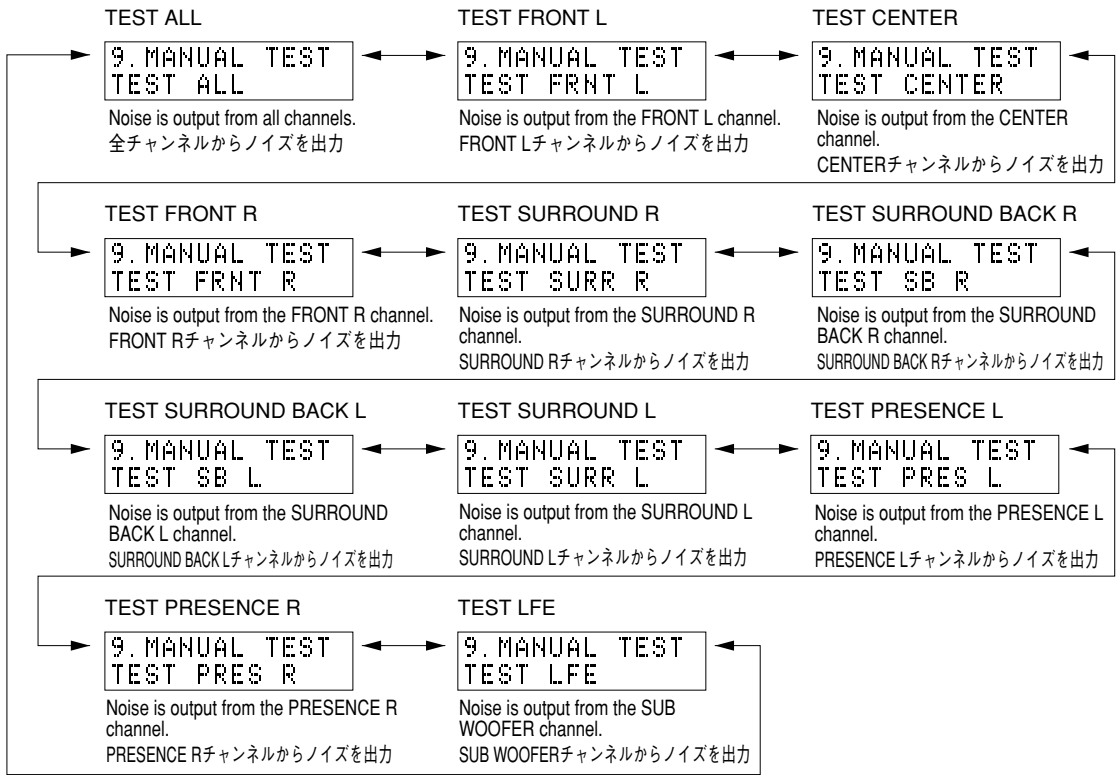 TEST ALL
9.MANUAL TEST
TEST ALL
Noise is output from all channels.
全チャンネルからノイズを出力
TEST FRONT L
9.MANUAL TEST
TEST FRNT L
Noise is output from the FRONT L channel.
FRONT Lチャンネルからノイズを出力
TEST CENTER
9.MANUAL TEST
TEST CENTER
Noise is output from the CENTER
channel.
CENTERチャンネルからノイズを出力
TEST FRONT R
9.MANUAL TEST
TEST FRNT R
Noise is output from the FRONT R channel.
FRONT Rチャンネルからノイズを出力
TEST SURROUND R
9.MANUAL TEST
TEST SURR R
Noise is output from the SURROUND R
channel.
SURROUND Rチャンネルからノイズを出力
TEST SURROUND BACK R
9.MANUAL TEST
TEST SB R
Noise is output from the SURROUND
BACK R channel.
SURROUND BACK Rチャンネルからノイズを出力
TEST SURROUND BACK L
9.MANUAL TEST
TEST SB L
Noise is output from the SURROUND
BACK L channel.
SURROUND BACK Lチャンネルからノイズを出力
TEST SURROUND L
9.MANUAL TEST
TEST SURR L
Noise is output from the SURROUND L
channel.
SURROUND Lチャンネルからノイズを出力
TEST PRESENCE L
9.MANUAL TEST
TEST PRES L
Noise is output from the PRESENCE L
channel.
PRESENCE Lチャンネルからノイズを出力
TEST PRESENCE R
9.MANUAL TEST
TEST PRES R
Noise is output from the PRESENCE R
channel.
PRESENCE Rチャンネルからノイズを出力
TEST LFE
9.MANUAL TEST
TEST LFE
Noise is output from the SUB
WOOFER channel.
SUB WOOFERチャンネルからノイズを出力